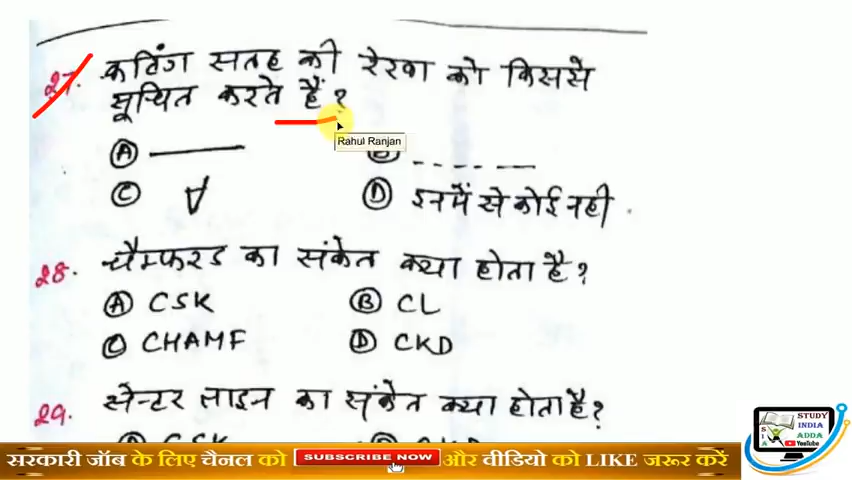 27. कटिंग सतह की रेखा को किससे
सूचित करते हैं?
Rahul Ranjan
Ⓐ ———
Ⓑ - - - - -
Ⓒ ∀
Ⓓ इनमें से कोई नही .
28. चैम्फरड का संकेत क्या होता है?
Ⓐ CSK
Ⓑ CL
Ⓒ CHAMF
Ⓓ CKD
29. सेन्टर लाइन का संकेत क्या होता है?
STUDY
INDIA
ADDA
YouTube
SIA
सरकारी जॉब के लिए चैनल को SUBSCRIBE NOW और वीडियो को LIKE जरूर करें